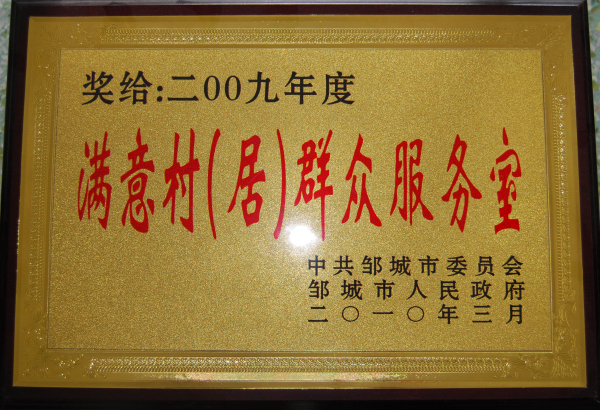 奖给:二00九年度
满意村(居)群众服务室
中共邹城市委员会
邹城市人民政府
二〇一〇年三月